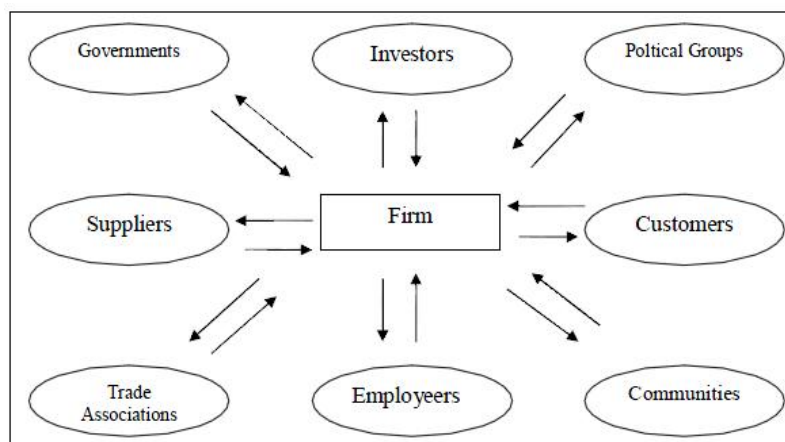 Governments
Investors
Poltical Groups
Suppliers
Firm
Customers
Trade
Associations
Employeers
Communities